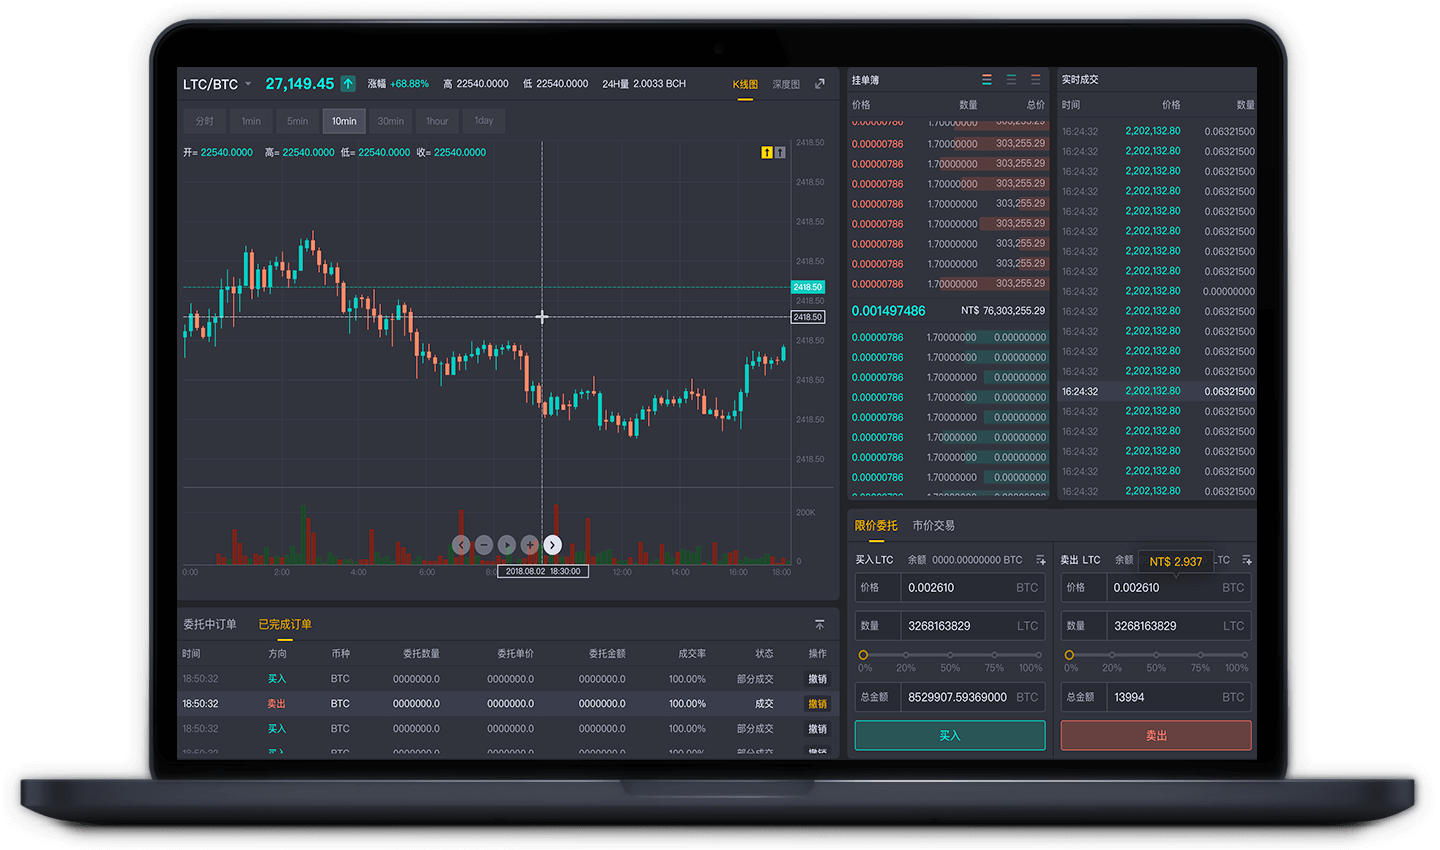 LTC/BTC 27,149.45 涨幅 +68.88% 高 22540.0000 低 22540.0000 24H量 2.0033 BCH K线图 深度图
分时 1min 5min 10min 30min 1hour 1day
开= 22540.0000 高= 22540.0000 低= 22540.0000 收= 22540.0000
2418.50
2418.50
2418.50
2418.50
2418.50
2418.50
2418.50
2418.50
2418.50
2418.50
2418.50
200K
0
0:00 2:00 4:00 6:00 2018.08.02 18:30:00 12:00 14:00 16:00 18:00
委托中订单 已完成订单
时间 方向 币种 委托数量 委托单价 委托金额 成交率 状态 操作
18:50:32 买入 BTC 0000000.0 0000000.0 0000000.0 100.00% 部分成交 撤销
18:50:32 卖出 BTC 0000000.0 0000000.0 0000000.0 100.00% 成交 撤销
18:50:32 买入 BTC 0000000.0 0000000.0 0000000.0 100.00% 部分成交 撤销
18:50:32 买入 BTC 0000000.0 0000000.0 0000000.0 100.00% 部分成交 撤销
挂单簿
价格 数量 总价
0.00000786 1.70000000 303,255.29
0.00000786 1.70000000 303,255.29
0.00000786 1.70000000 303,255.29
0.00000786 1.70000000 303,255.29
0.00000786 1.70000000 303,255.29
0.00000786 1.70000000 303,255.29
0.00000786 1.70000000 303,255.29
0.00000786 1.70000000 303,255.29
0.00000786 1.70000000 303,255.29
0.001497486 NT$ 76,303,255.29
0.00000786 1.70000000 0.00000000
0.00000786 1.70000000 0.00000000
0.00000786 1.70000000 0.00000000
0.00000786 1.70000000 0.00000000
0.00000786 1.70000000 0.00000000
0.00000786 1.70000000 0.00000000
0.00000786 1.70000000 0.00000000
0.00000786 1.70000000 0.00000000
0.00000786 1.70000000 0.00000000
实时成交
时间 价格 数量
16:24:32 2,202,132.80 0.06321500
16:24:32 2,202,132.80 0.06321500
16:24:32 2,202,132.80 0.06321500
16:24:32 2,202,132.80 0.06321500
16:24:32 2,202,132.80 0.06321500
16:24:32 2,202,132.80 0.06321500
16:24:32 2,202,132.80 0.06321500
16:24:32 2,202,132.80 0.06321500
16:24:32 2,202,132.80 0.00000000
16:24:32 2,202,132.80 0.06321500
16:24:32 2,202,132.80 0.06321500
16:24:32 2,202,132.80 0.06321500
16:24:32 2,202,132.80 0.06321500
16:24:32 2,202,132.80 0.06321500
16:24:32 2,202,132.80 0.06321500
16:24:32 2,202,132.80 0.06321500
16:24:32 2,202,132.80 0.06321500
16:24:32 2,202,132.80 0.06321500
16:24:32 2,202,132.80 0.06321500
限价委托 市价交易
买入 LTC 余额 0000.00000000 BTC
价格 0.002610 BTC
数量 3268163829 LTC
0% 20% 50% 75% 100%
总金额 8529907.59369000 BTC
买入
卖出 LTC 余额 NT$ 2.937 LTC
价格 0.002610 BTC
数量 3268163829 LTC
0% 20% 50% 75% 100%
总金额 13994 BTC
卖出